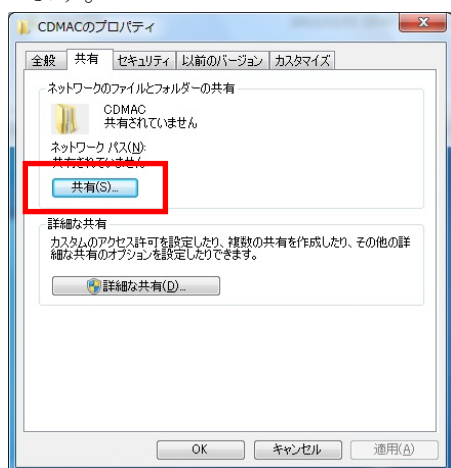 CDMACのプロパティ
全般 共有 セキュリティ 以前のバージョン カスタマイズ
ネットワークのファイルとフォルダーの共有
CDMAC
共有されていません
ネットワーク パス(N):
共有されていません
共有(S)...
詳細な共有
カスタムのアクセス許可を設定したり、複数の共有を作成したり、その他の詳
細な共有のオプションを設定したりできます。
詳細な共有(D)...
OK キャンセル 適用(A)